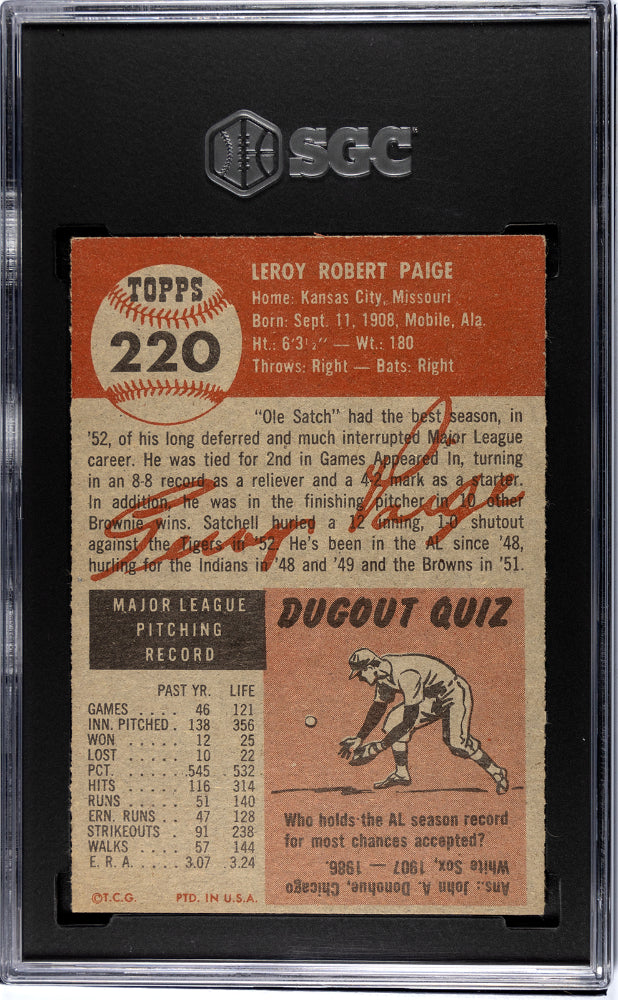 SGC
TOPPS
220
LEROY ROBERT PAIGE
Home: Kansas City, Missouri
Born: Sept. 11, 1908, Mobile, Ala.
Ht.: 6'3½" — Wt.: 180
Throws: Right — Bats: Right
"Ole Satch" had the best season, in
'52, of his long deferred and much interrupted Major League
career. He was tied for 2nd in Games Appeared In, turning
in an 8-8 record as a reliever and a 4-2 mark as a starter.
In addition, he was in the finishing pitcher in 10 other
Brownie wins. Satchell hurled a 12 inning, 1-0 shutout
against the Tigers in '52. He's been in the AL since '48,
hurling for the Indians in '48 and '49 and the Browns in '51.
MAJOR LEAGUE
PITCHING
RECORD
PAST YR. LIFE
GAMES . . . . 46 121
INN. PITCHED . 138 356
WON . . . . 12 25
LOST . . . . 10 22
PCT. . . . . .545 .532
HITS . . . . 116 314
RUNS . . . . 51 140
ERN. RUNS . . 47 128
STRIKEOUTS . . 91 238
WALKS . . . . 57 144
E. R. A. . . . 3.07 3.24
©T.C.G. PTD. IN U.S.A.
DUGOUT QUIZ
Who holds the AL season record
for most chances accepted?
Ans.: John A. Donohue, Chicago
White Sox, 1907 — 1986.